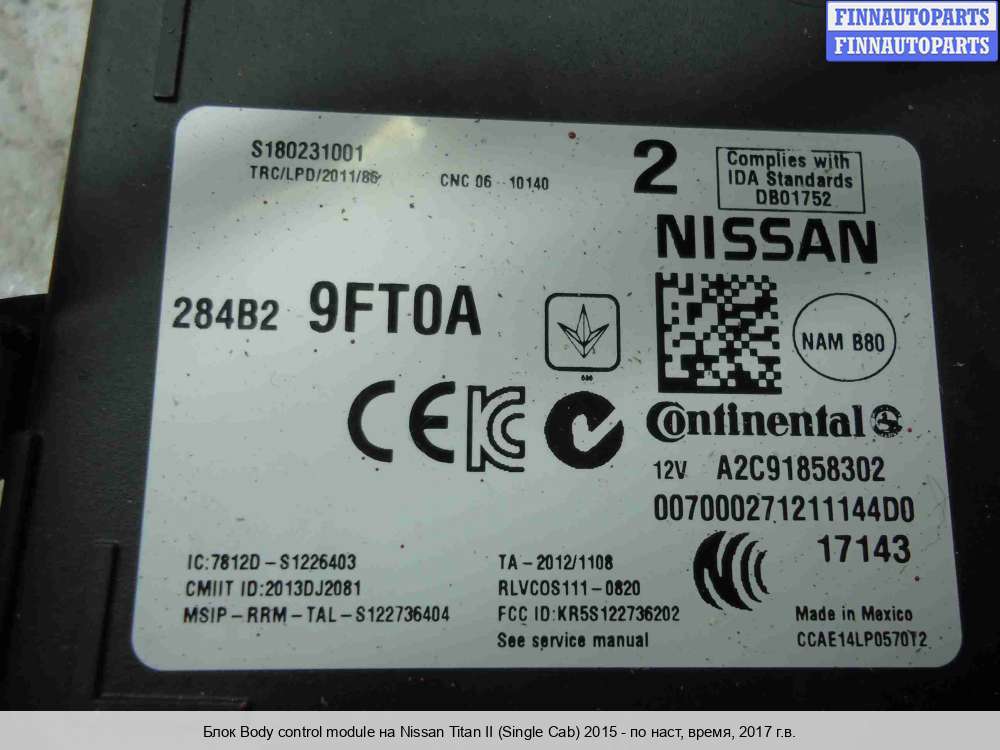 FINNAUTOPARTS
FINNAUTOPARTS
S180231001
TRC/LPD/2011/86
CNC 06 - 10140
2
Complies with
IDA Standards
DB01752
NISSAN
284B2 9FT0A
NAM B80
CE
Continental
12V A2C91858302
007000271211144D0
17143
IC:7812D-S1226403
CMIIT ID:2013DJ2081
MSIP-RRM-TAL-S122736404
TA-2012/1108
RLVCOS111-0820
FCC ID:KR5S122736202
See service manual
Made in Mexico
CCAE14LP0570T2
Блок Body control module на Nissan Titan II (Single Cab) 2015 - по наст, время, 2017 г.в.